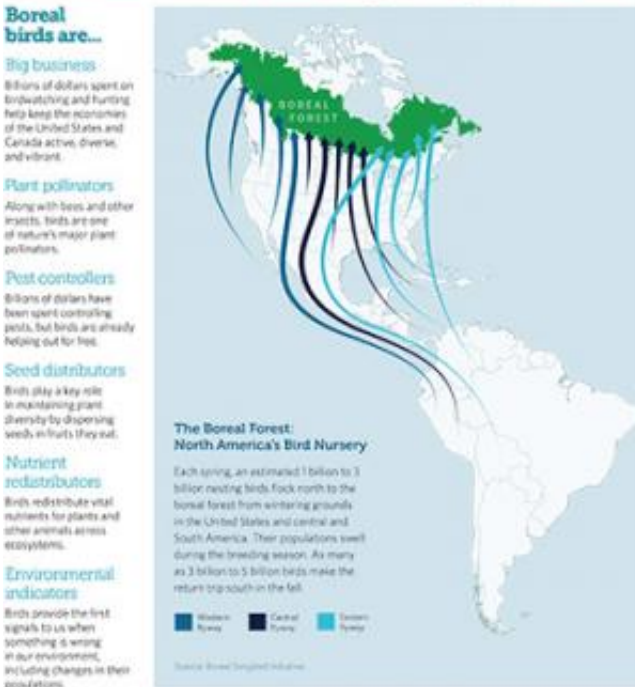 Boreal
birds are...
Big business
Billions of dollars spent on
birdwatching and hunting
help keep the economies
of the United States and
Canada active, diverse,
and vibrant.
Plant pollinators
Along with bees and other
insects, birds are one
of nature's major plant
pollinators.
Pest controllers
Billions of dollars have
been spent controlling
pests, but birds are already
helping out for free.
Seed distributors
Birds play a key role
in maintaining plant
diversity by dispersing
seeds in fruits they eat.
Nutrient
redistributors
Birds redistribute vital
nutrients for plants and
other animals across
ecosystems.
Environmental
indicators
Birds provide the first
signals to us when
something is wrong
in our environment,
including changes in their
populations.
BOREAL
FOREST
The Boreal Forest:
North America's Bird Nursery
Each spring, an estimated 1 billion to 3
billion nesting birds flock north to the
boreal forest from wintering grounds
in the United States and central and
South America. Their populations swell
during the breeding season. As many
as 3 billion to 5 billion birds make the
return trip south in the fall.
Western
flyway
Central
flyway
Eastern
flyway
Source: Boreal Songbird Initiative